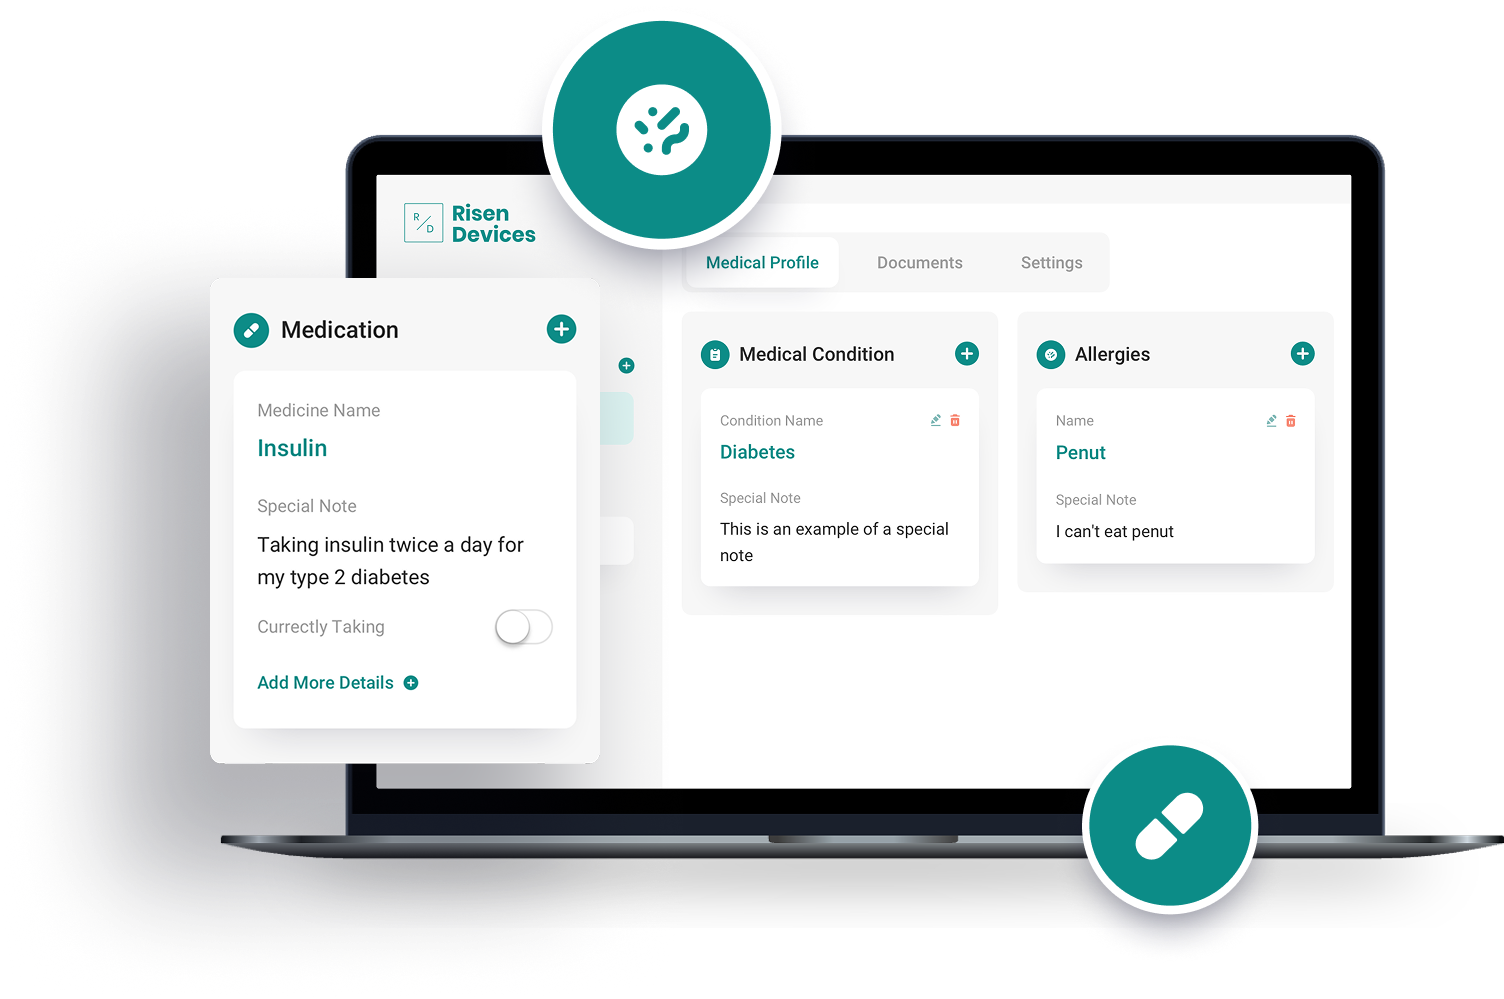 R
D
Risen
Devices
Medical Profile
Documents
Settings
Medication
Medicine Name
Insulin
Special Note
Taking insulin twice a day for
my type 2 diabetes
Currectly Taking
Add More Details
Medical Condition
Condition Name
Diabetes
Special Note
This is an example of a special
note
Allergies
Name
Penut
Special Note
I can't eat penut